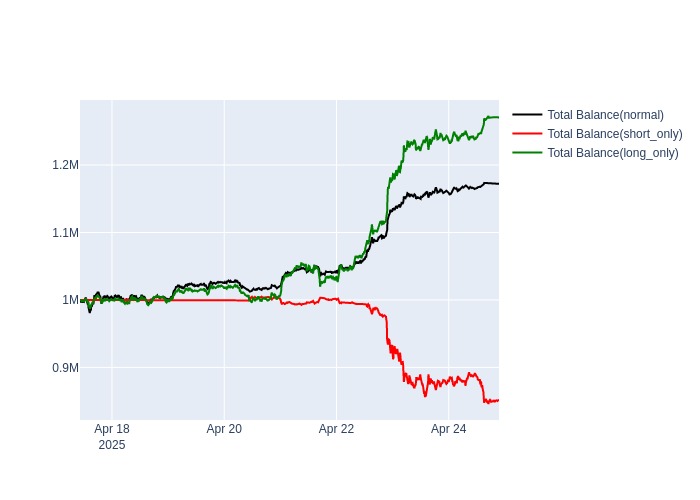 Total Balance(normal)
Total Balance(short_only)
Total Balance(long_only)
1.2M
1.1M
1M
0.9M
Apr 18
2025
Apr 20
Apr 22
Apr 24